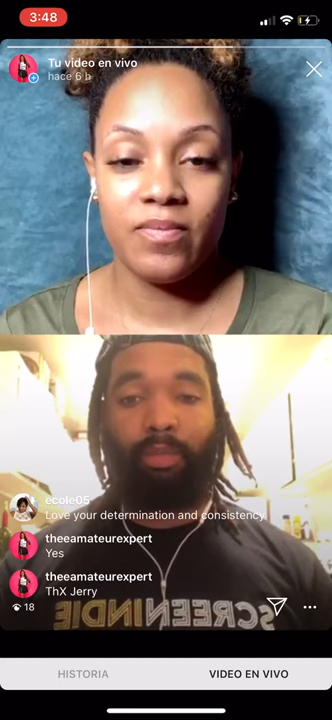 3:48
Tu video en vivo
hace 6 h
ecole05
Love your determination and consistency
theeamateurexpert
Yes
theeamateurexpert
ThX Jerry
18
SCREENINDIE
HISTORIA
VIDEO EN VIVO